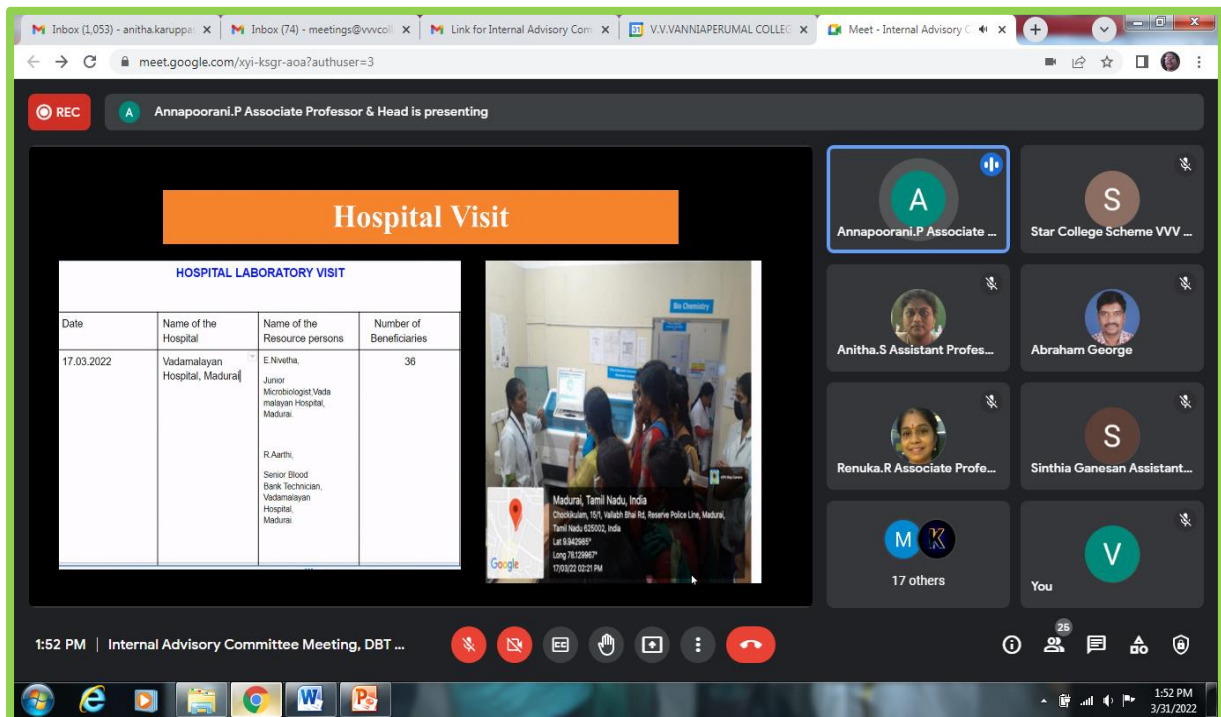 Inbox (1,053) - anitha.karuppa
Inbox (74) - meetings@vvvcoll
Link for Internal Advisory Com
V.V.VANNIAPERUMAL COLLEG
Meet - Internal Advisory C
meet.google.com/xyi-ksgr-aoa?authuser=3
REC
A
Annapoorani.P Associate Professor & Head is presenting
Hospital Visit
HOSPITAL LABORATORY VISIT
Date
Name of the
Hospital
Name of the
Resource persons
Number of
Beneficiaries
17.03.2022
Vadamalayan
Hospital, Madurai
E.Nivetha,
Junior
Microbiologist,Vada
malayan Hospital,
Madurai.
R.Aarthi,
Senior Blood
Bank Technician,
Vadamalayan
Hospital,
Madurai
36
Bio Chemistry
GPS Map Camera
Madurai, Tamil Nadu, India
Chockikulam, 15/1, Vallabh Bhai Rd, Reserve Police Line, Madurai,
Tamil Nadu 625002, India
Lat 9.942985°
Long 78.129967°
17/03/22 02:21 PM
Google
A
Annapoorani.P Associate ...
S
Star College Scheme VVV ...
Anitha.S Assistant Profes...
Abraham George
Renuka.R Associate Profe...
S
Sinthia Ganesan Assistant...
M K
17 others
V
You
1:52 PM | Internal Advisory Committee Meeting, DBT ...
CC
25
1:52 PM
3/31/2022